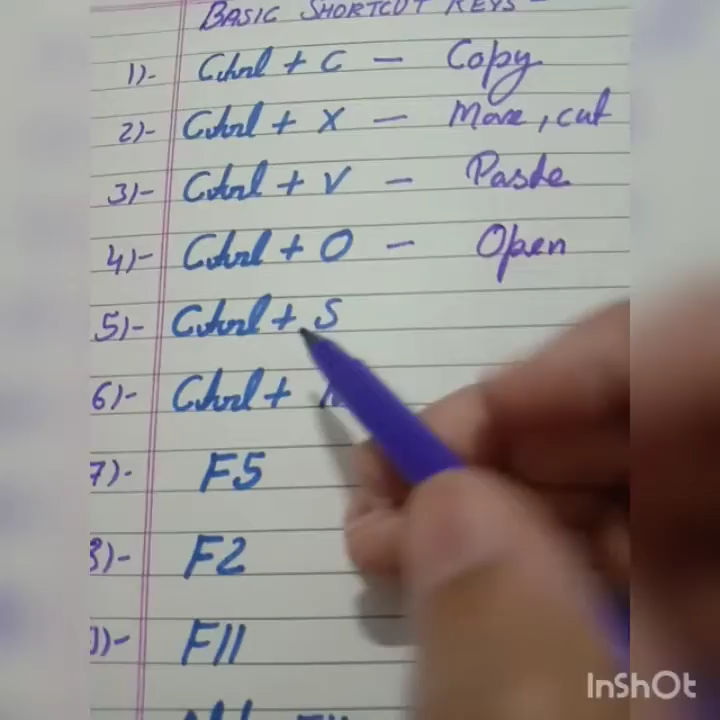 BASIC SHORTCUT KEYS
1)- Ctrl + C - Copy
2)- Ctrl + X - Move, cut
3)- Ctrl + V - Paste
4)- Ctrl + O - Open
5)- Ctrl + S
6)- Ctrl +
7)- F5
F2
F11
InShOt